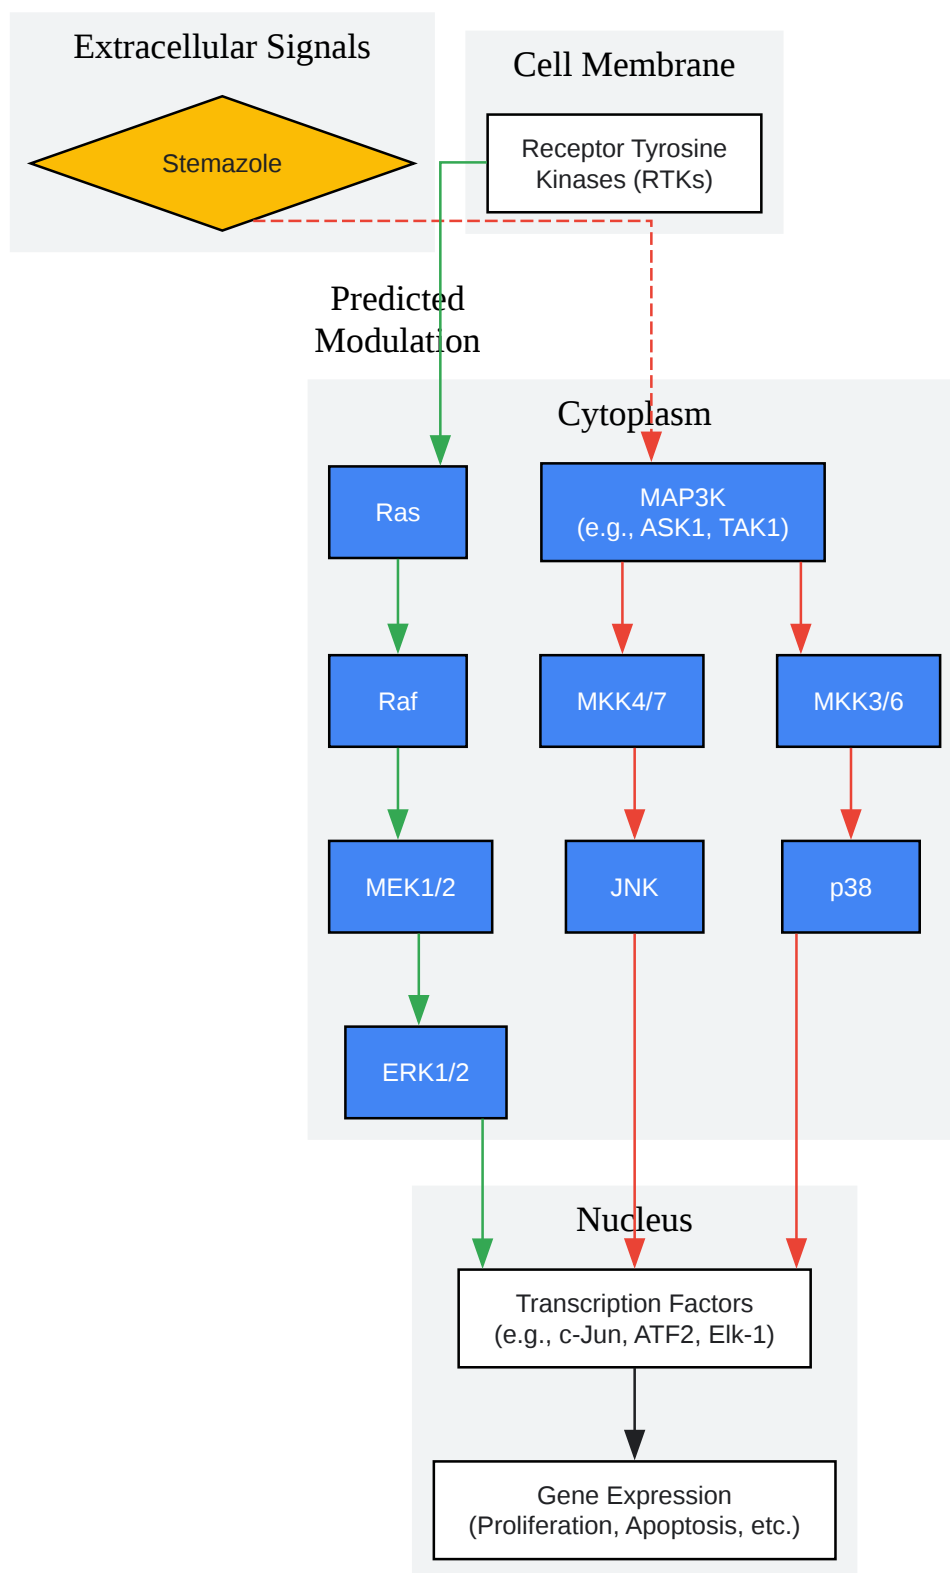 Extracellular Signals
Cell Membrane
Stemazole
Receptor Tyrosine
Kinases (RTKs)
Predicted
Modulation
Cytoplasm
Ras
MAP3K
(e.g., ASK1, TAK1)
Raf
MKK4/7
MKK3/6
MEK1/2
JNK
p38
ERK1/2
Nucleus
Transcription Factors
(e.g., c-Jun, ATF2, Elk-1)
Gene Expression
(Proliferation, Apoptosis, etc.)